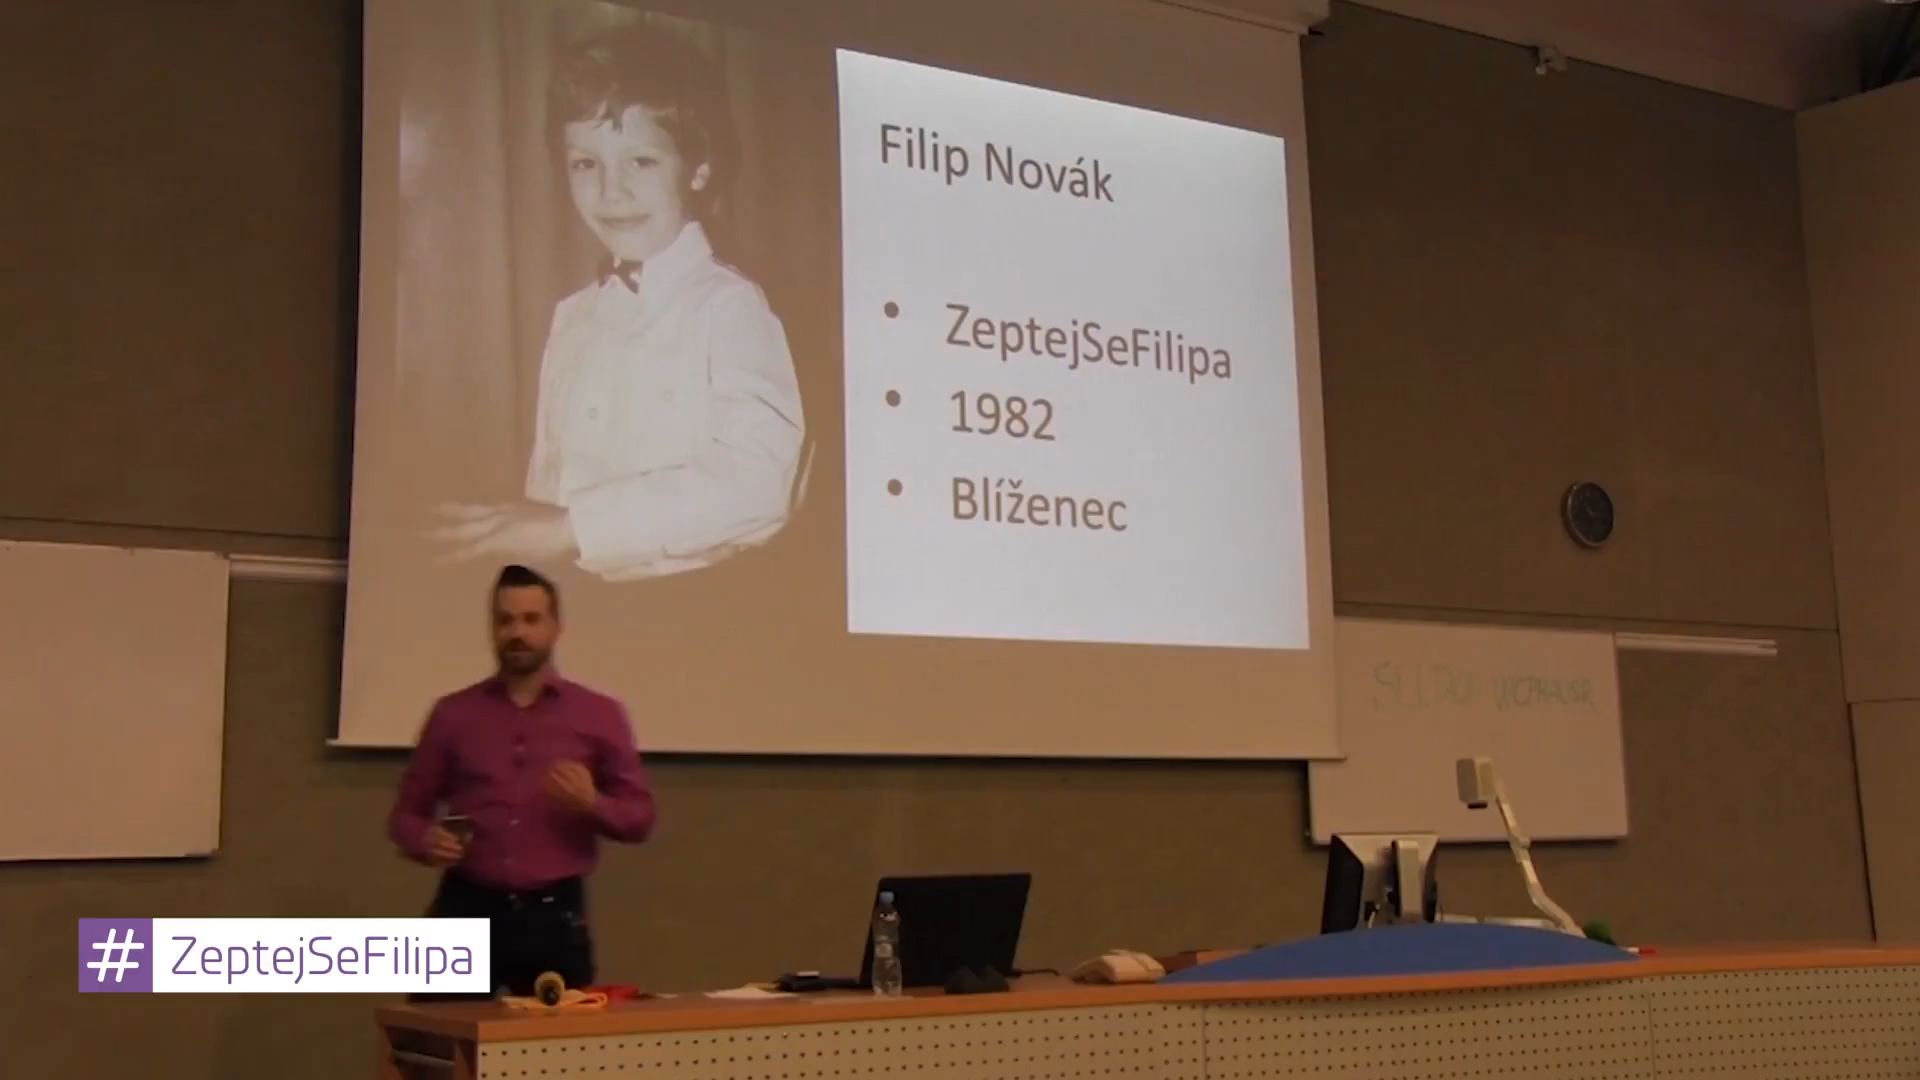 Filip Novák
• ZeptejSeFilipa
• 1982
• Blíženec
# ZeptejSeFilipa